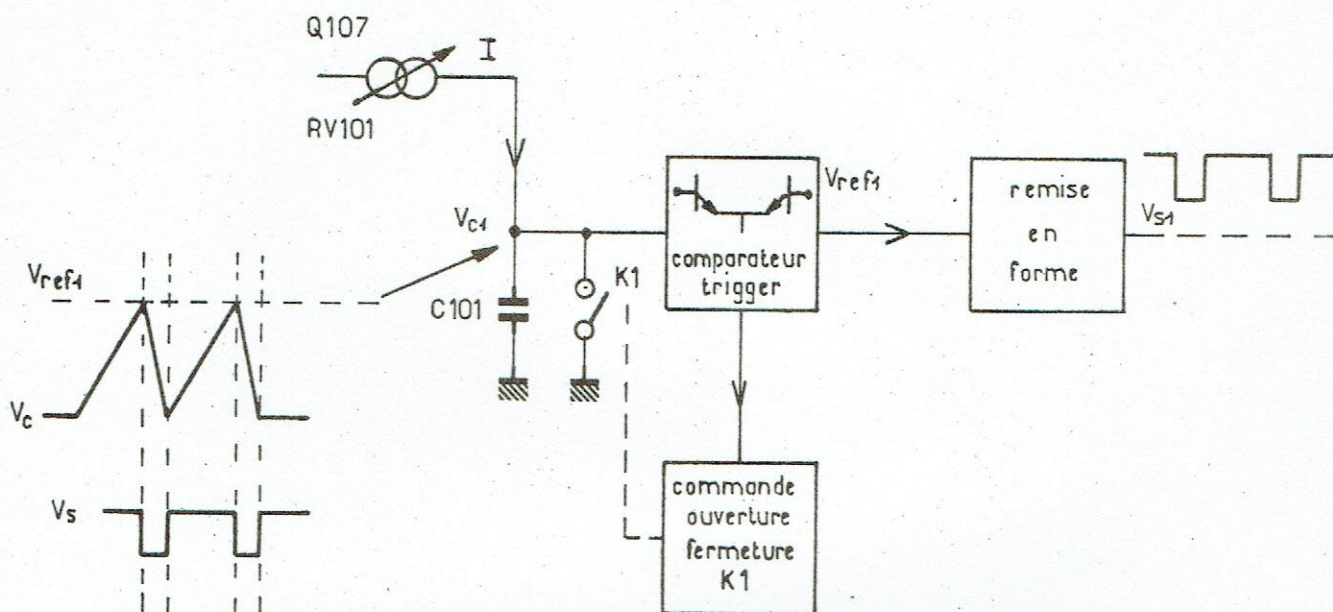 Q107
I
RV101
Vref1
remise
en
forme
VS1
VC1
comparateur
trigger
K1
C101
Vref1
VC
VS
commande
ouverture
fermeture
K1